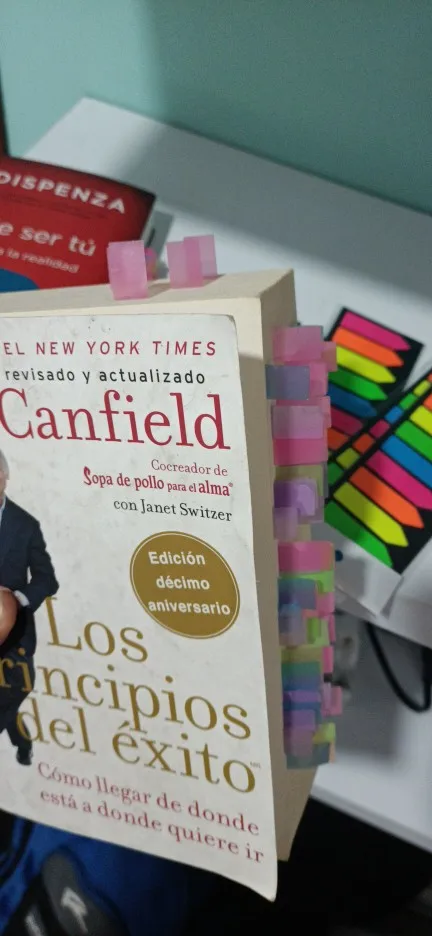 DISPENZA
e ser tú
la realidad
EL NEW YORK TIMES
revisado y actualizado
Canfield
Cocreador de
Sopa de pollo para el alma®
con Janet Switzer
Edición
décimo
aniversario
Los
rincipios
del éxito
Cómo llegar de donde
está a donde quiere ir